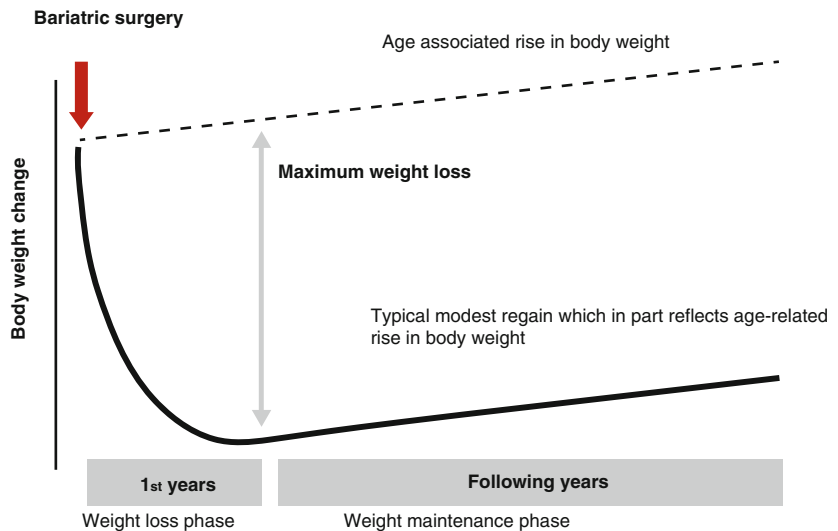 Bariatric surgery
Age associated rise in body weight
Maximum weight loss
Body weight change
Typical modest regain which in part reflects age-related
rise in body weight
1st years
Following years
Weight loss phase
Weight maintenance phase